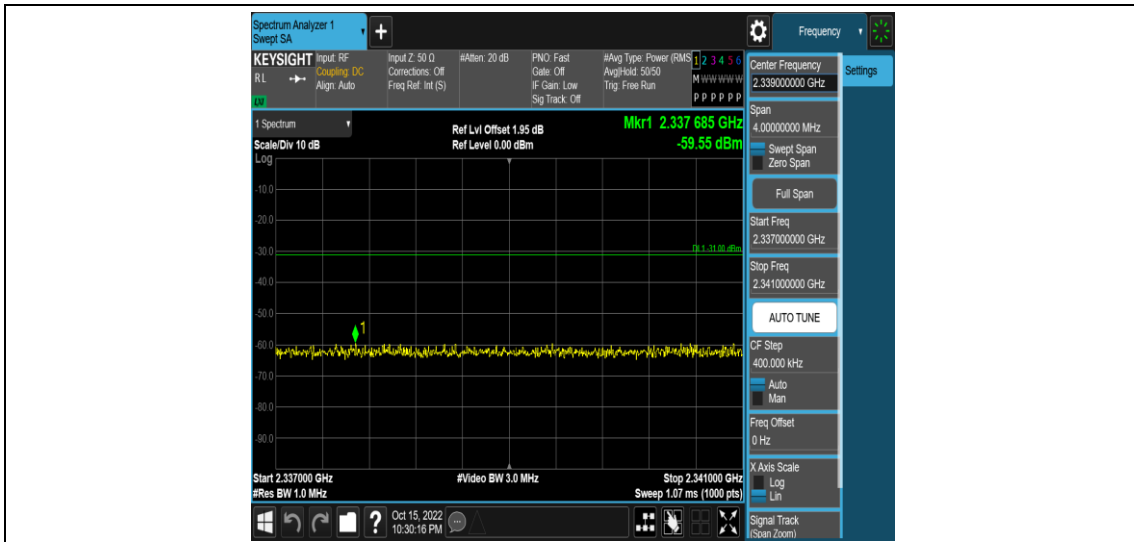 Spectrum Analyzer 1
Swept SA
+
Frequency
KEYSIGHT
RL
LXI
Input: RF
Coupling: DC
Align: Auto
Input Z: 50 Ω
Corrections: Off
Freq Ref: Int (S)
#Atten: 20 dB
PNO: Fast
Gate: Off
IF Gain: Low
Sig Track: Off
#Avg Type: Power (RMS
Avg|Hold: 50/50
Trig: Free Run
1 2 3 4 5 6
M W W W W W
P P P P P P
1 Spectrum
Scale/Div 10 dB
Log
Ref Lvl Offset 1.95 dB
Ref Level 0.00 dBm
Mkr1 2.337 685 GHz
-59.55 dBm
-10.0
-20.0
-30.0
DL1 -31.00 dBm
-40.0
-50.0
1
-60.0
-70.0
-80.0
-90.0
Start 2.337000 GHz
#Res BW 1.0 MHz
#Video BW 3.0 MHz
Stop 2.341000 GHz
Sweep 1.07 ms (1000 pts)
Center Frequency
2.339000000 GHz
Settings
Span
4.00000000 MHz
Swept Span
Zero Span
Full Span
Start Freq
2.337000000 GHz
Stop Freq
2.341000000 GHz
AUTO TUNE
CF Step
400.000 kHz
Auto
Man
Freq Offset
0 Hz
X Axis Scale
Log
Lin
Signal Track
(Span Zoom)
?
Oct 15, 2022
10:30:16 PM